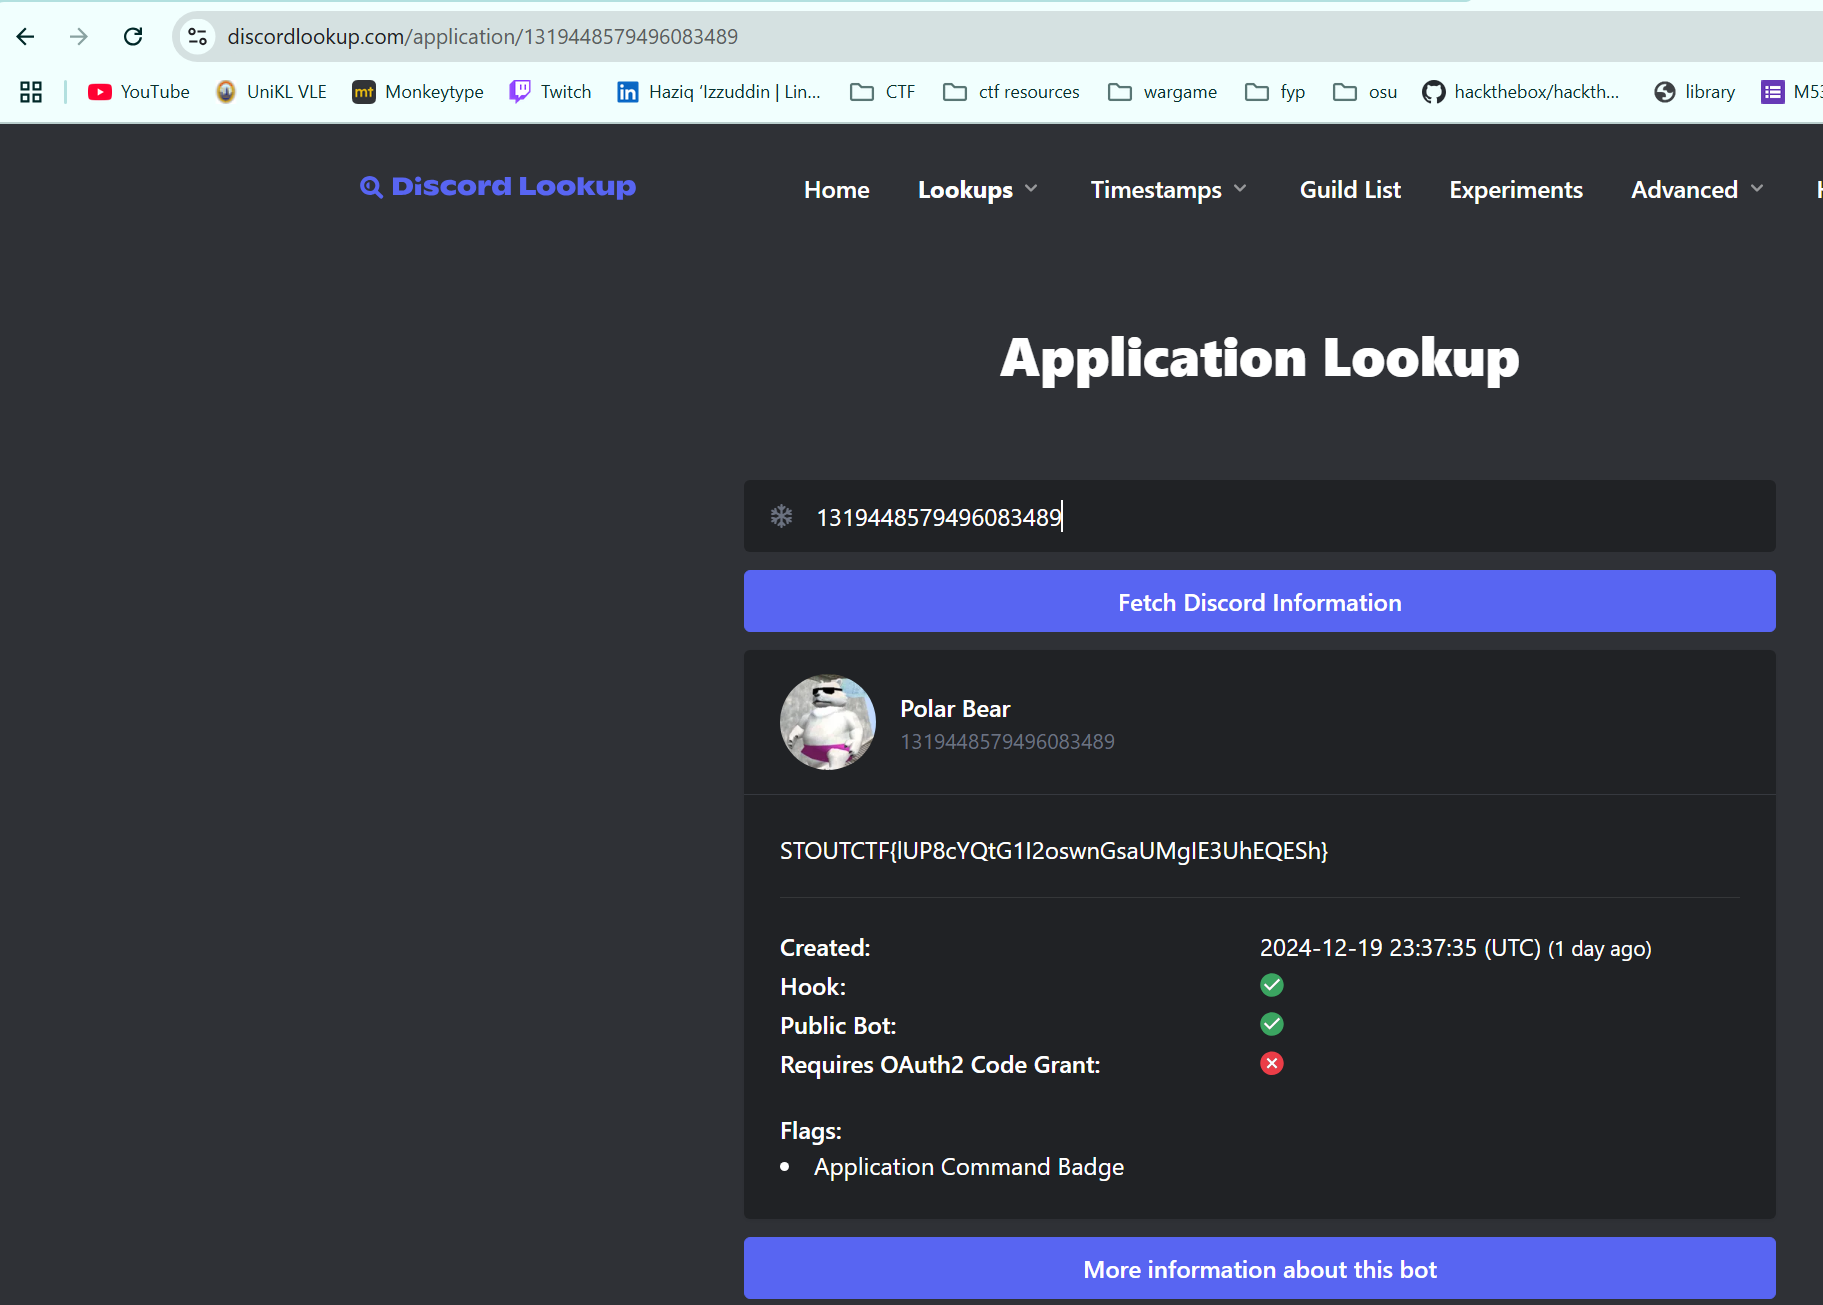 discordlookup.com/application/1319448579496083489
YouTube UniKL VLE mt Monkeytype Twitch in Haziq ‘Izzuddin | Lin... CTF ctf resources wargame fyp osu hackthebox/hackth... library M53
Discord Lookup Home Lookups Timestamps Guild List Experiments Advanced
Application Lookup
1319448579496083489
Fetch Discord Information
Polar Bear
1319448579496083489
STOUTCTF{lUP8cYQtG1I2oswnGsaUMgIE3UhEQESh}
Created: 2024-12-19 23:37:35 (UTC) (1 day ago)
Hook:
Public Bot:
Requires OAuth2 Code Grant:
Flags:
• Application Command Badge
More information about this bot